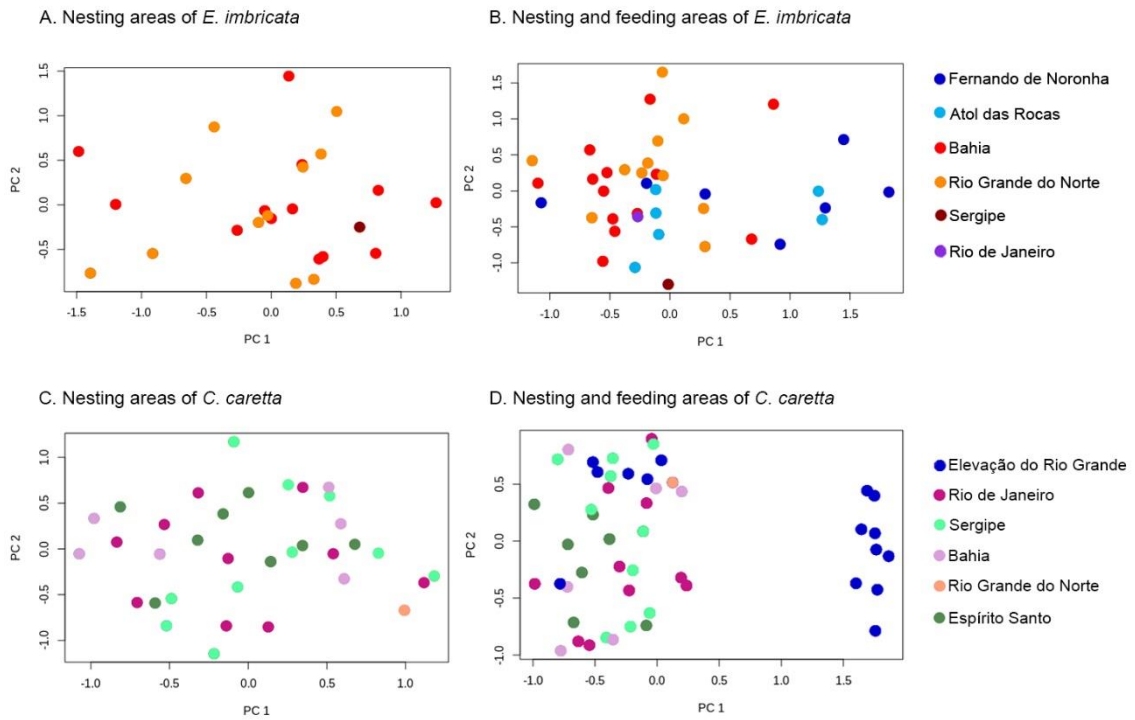 A. Nesting areas of E. imbricata
B. Nesting and feeding areas of E. imbricata
1.5
1.0
0.5
0.0
-0.5
PC 2
-1.5
-1.0
-0.5
0.0
0.5
1.0
PC 1
1.5
1.0
0.5
0.0
-0.5
-1.0
PC 2
-1.0
-0.5
0.0
0.5
1.0
1.5
PC 1
Fernando de Noronha
Atol das Rocas
Bahia
Rio Grande do Norte
Sergipe
Rio de Janeiro
C. Nesting areas of C. caretta
D. Nesting and feeding areas of C. caretta
1.0
0.5
0.0
-0.5
-1.0
PC 2
-1.0
-0.5
0.0
0.5
1.0
PC 1
0.5
0.0
-0.5
-1.0
PC 2
-1.0
-0.5
0.0
0.5
1.0
1.5
PC 1
Elevação do Rio Grande
Rio de Janeiro
Sergipe
Bahia
Rio Grande do Norte
Espírito Santo